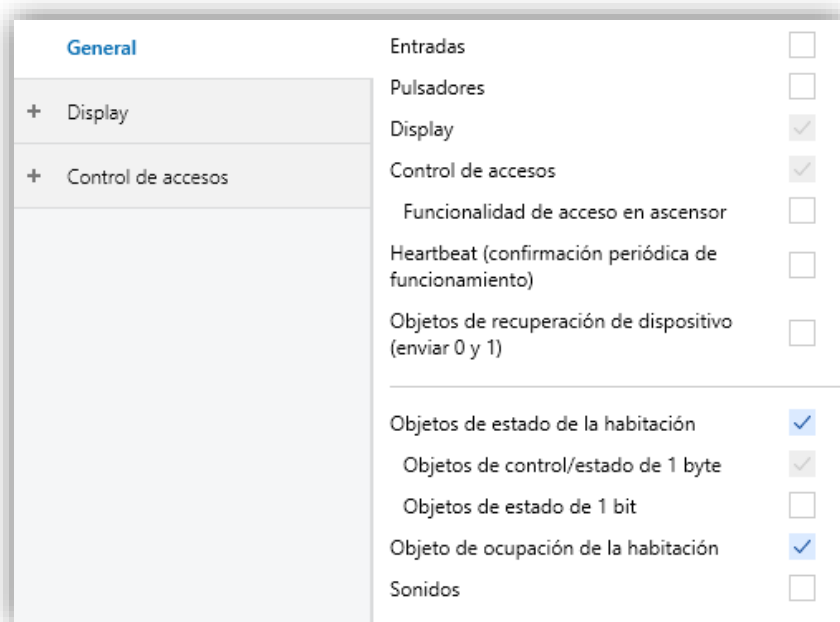 General
+ Display
+ Control de accesos
Entradas
Pulsadores
Display
Control de accesos
Funcionalidad de acceso en ascensor
Heartbeat (confirmación periódica de
funcionamiento)
Objetos de recuperación de dispositivo
(enviar 0 y 1)
Objetos de estado de la habitación
Objetos de control/estado de 1 byte
Objetos de estado de 1 bit
Objeto de ocupación de la habitación
Sonidos